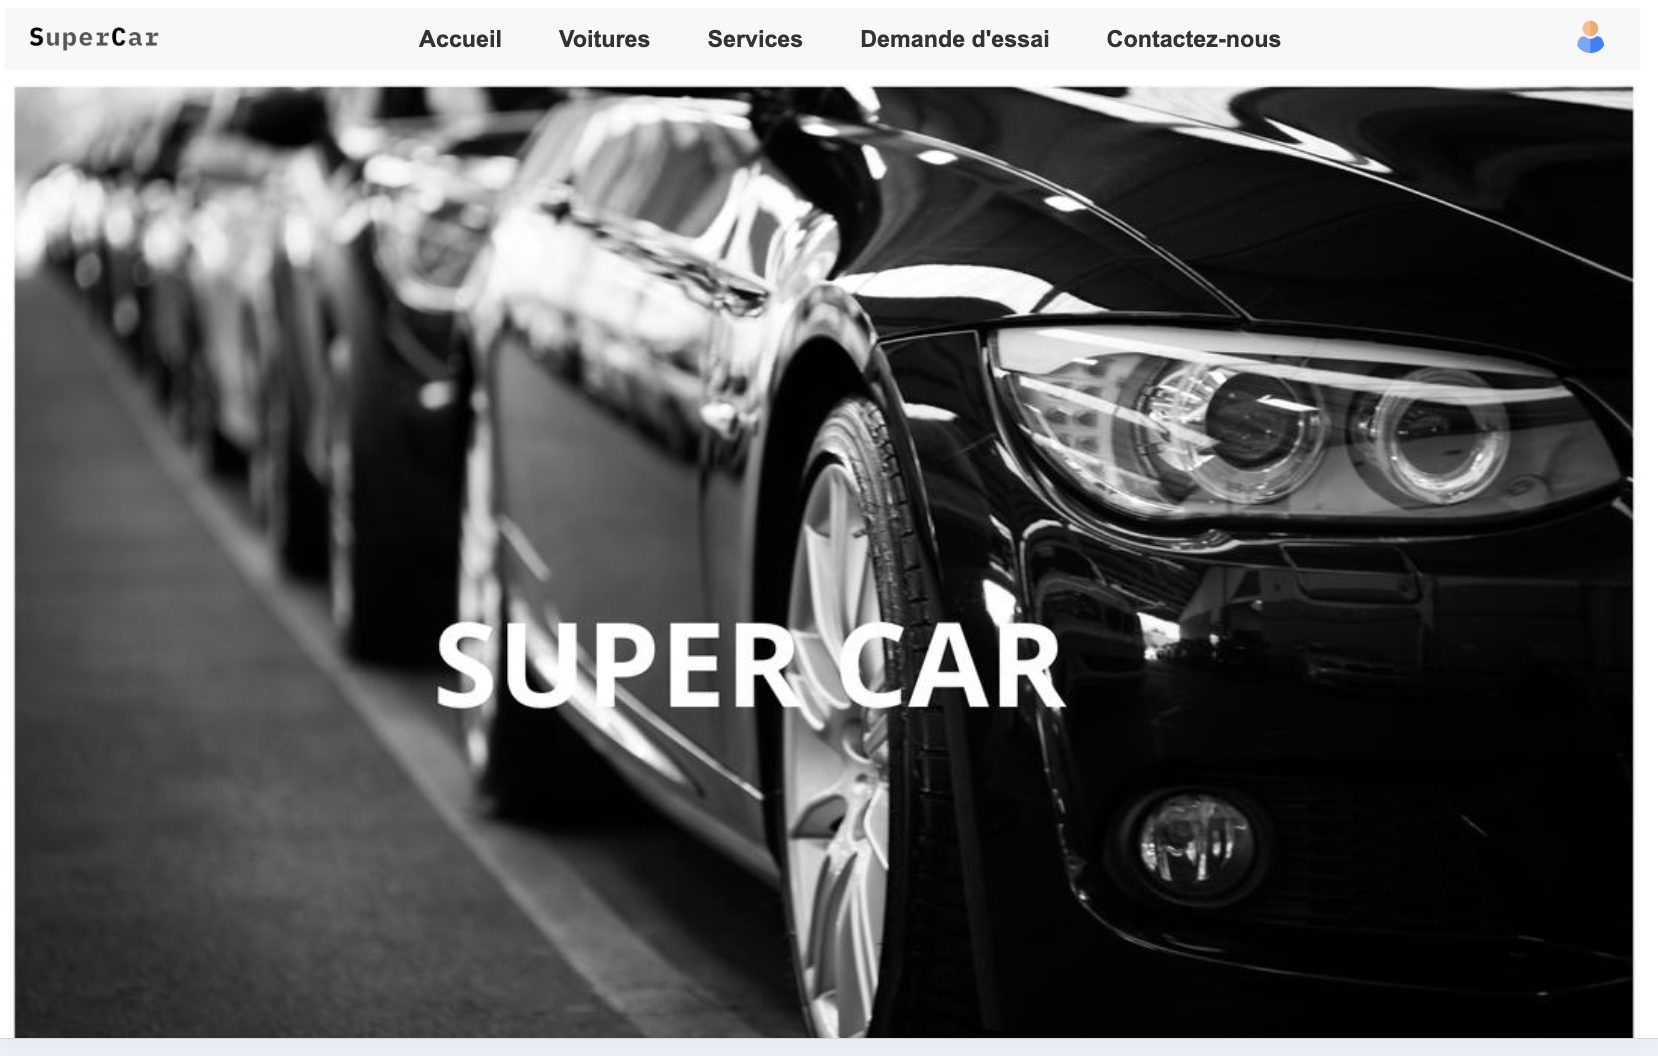 SuperCar
Accueil Voitures Services Demande d'essai Contactez-nous
SUPER CAR